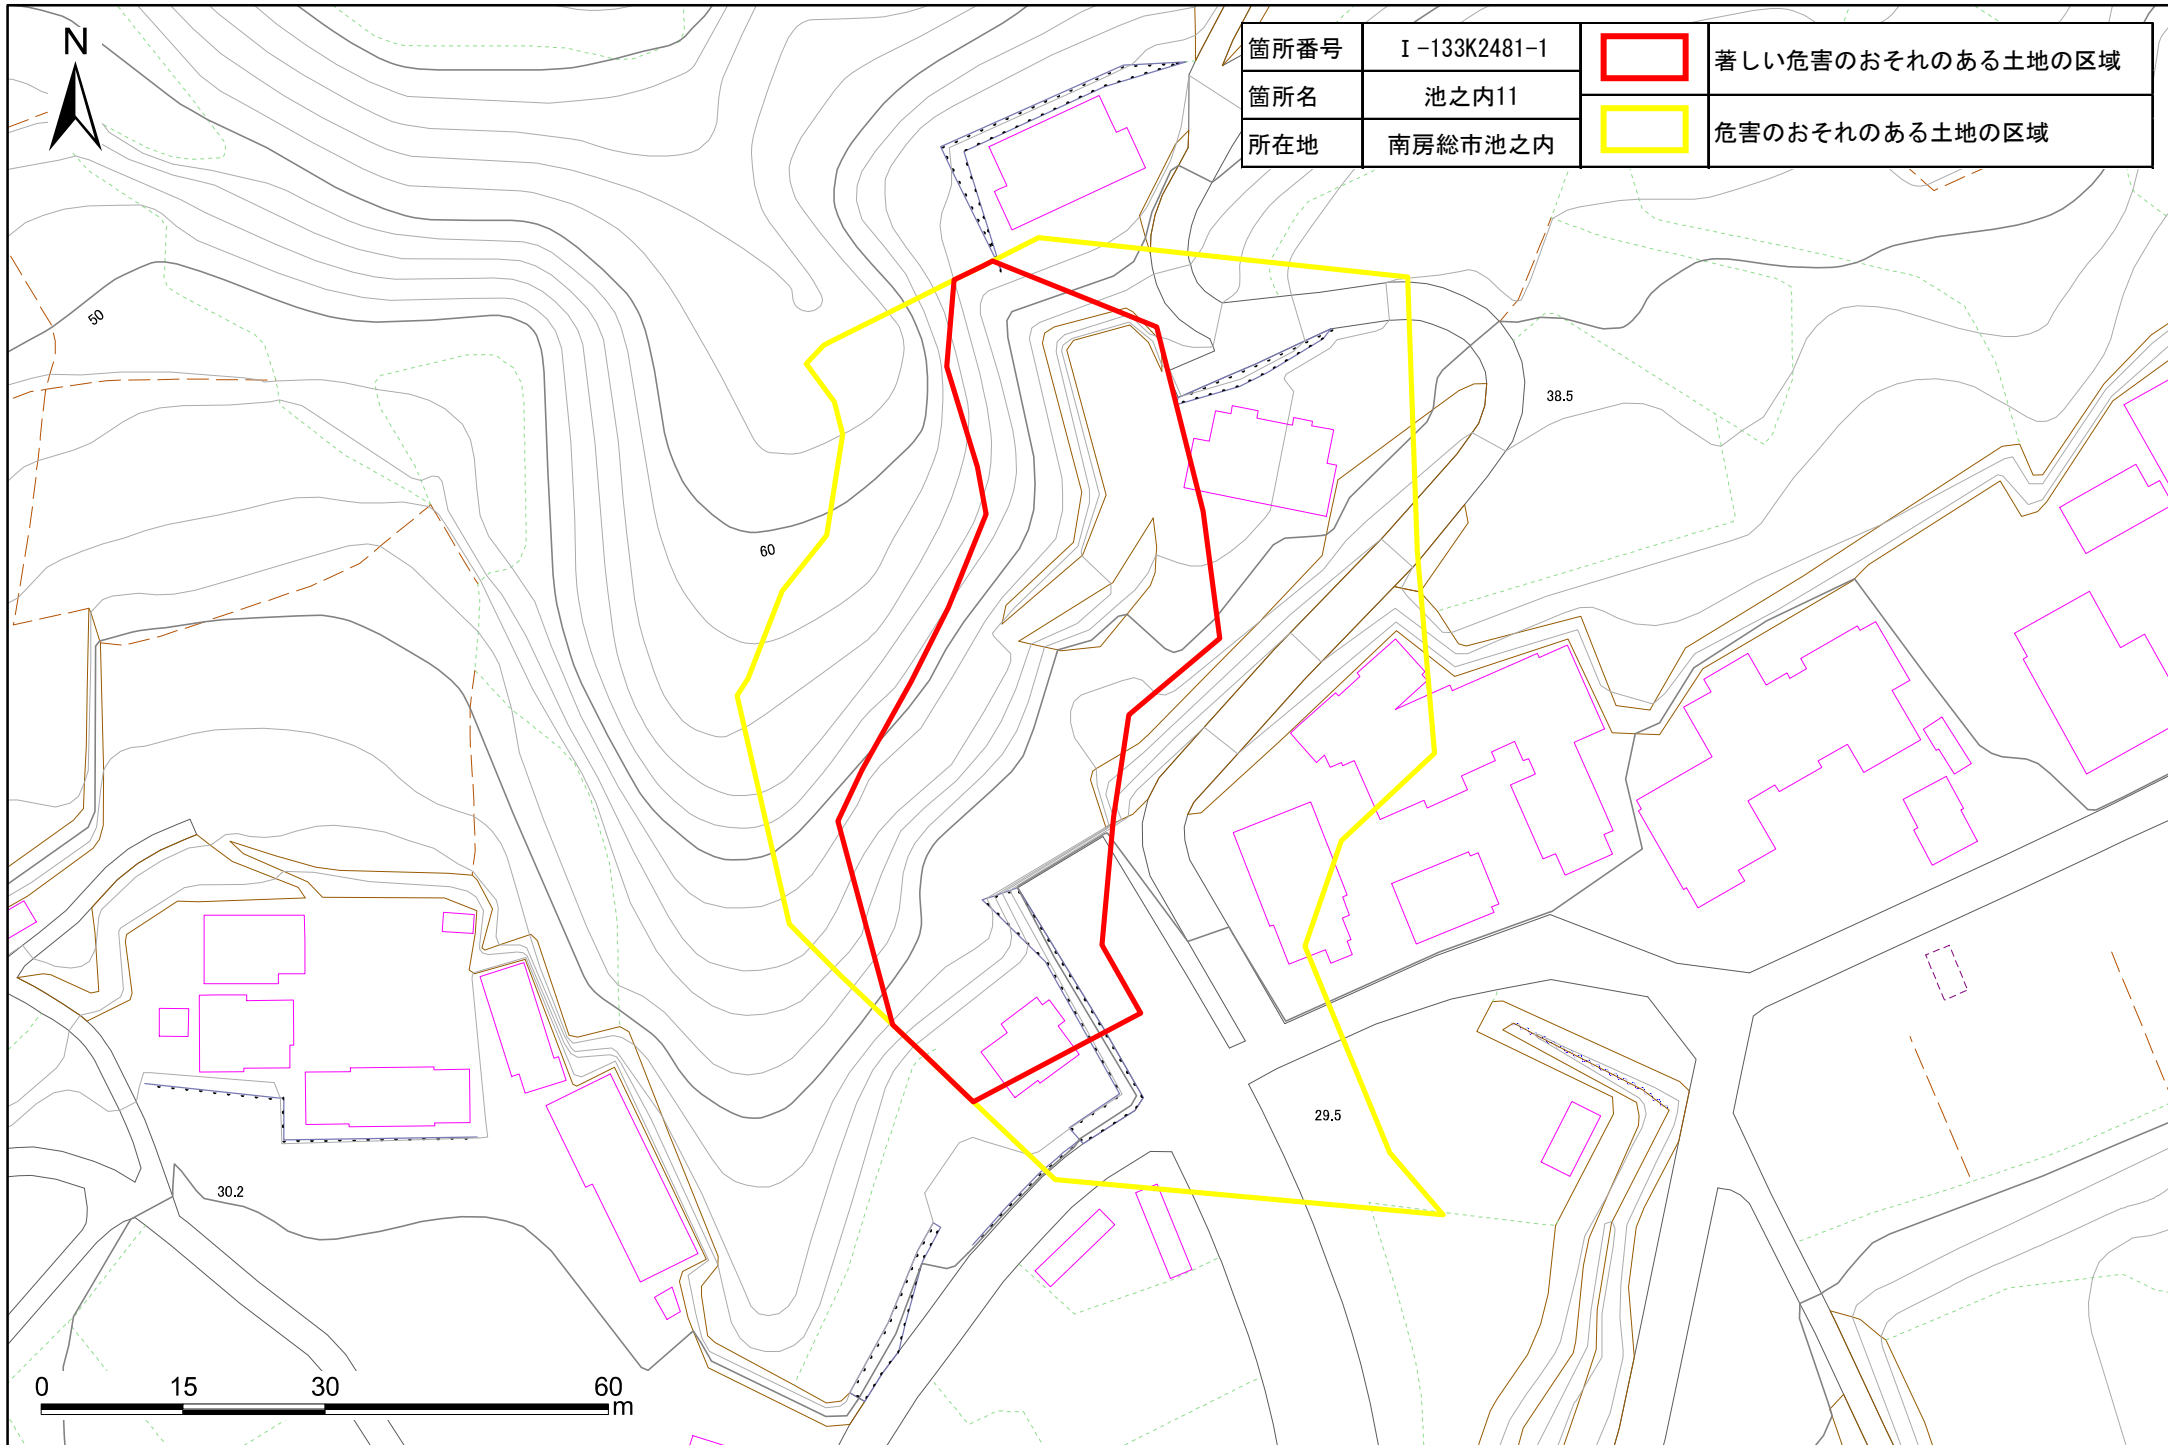 N
箇所番号 Ⅰ-133K2481-1
箇所名 池之内11
所在地 南房総市池之内
著しい危害のおそれのある土地の区域
危害のおそれのある土地の区域
50
38.5
60
29.5
30.2
0 15 30 60
m